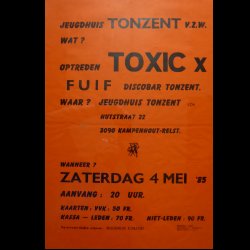 JEUGDHUIS TONZENT V.Z.W.
WAT ?
OPTREDEN TOXIC X
FUIF DISCOBAR TONZENT.
WAAR ? JEUGDHUIS TONZENT
HUTSTRAAT 22
3090 KAMPENHOUT-RELST.
WANNEER ?
ZATERDAG 4 MEI '85
AANVANG : 20 UUR.
KAARTEN : VVK : 50 FR.
KASSA - LEDEN : 70 FR. NIET-LEDEN : 90 FR.